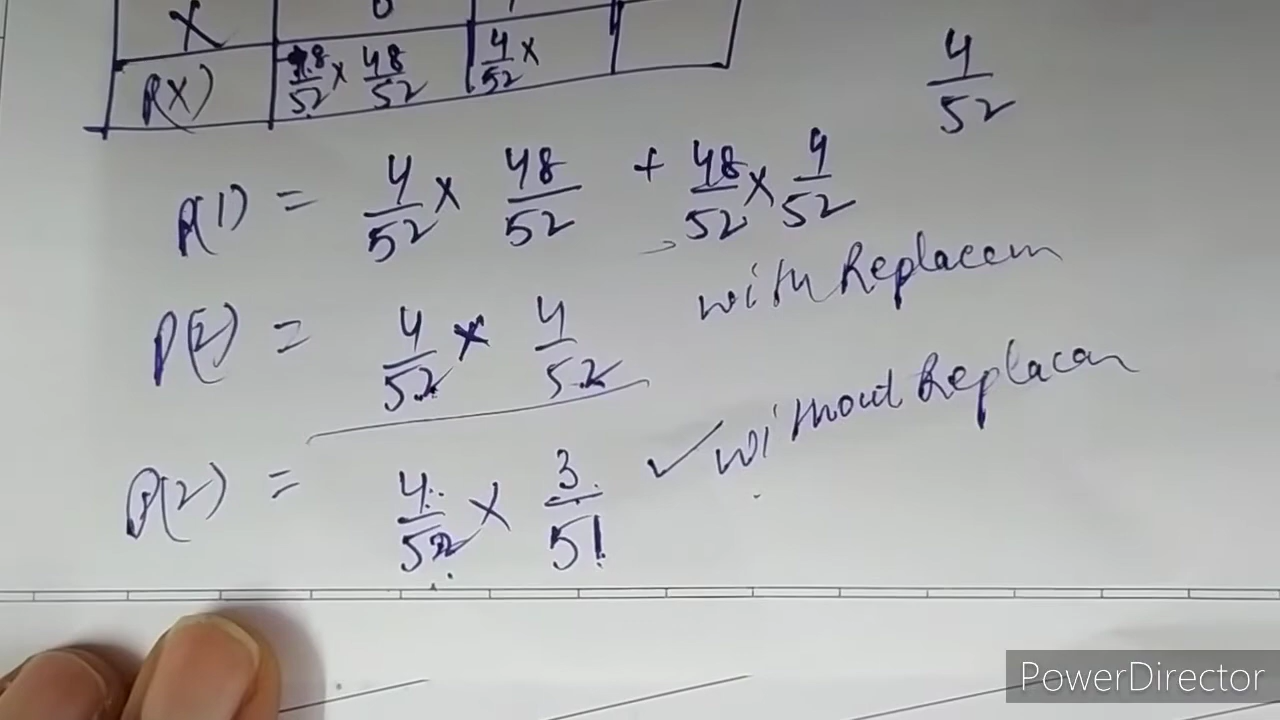 X 0 1
P(X) 48/52 × 48/52 4/52 ×
4/52
P(1) = 4/52 × 48/52 + 48/52 × 4/52
with Replacem
P(2) = 4/52 × 4/52
without Replacem
P(2) = 4/52 × 3/51
PowerDirector